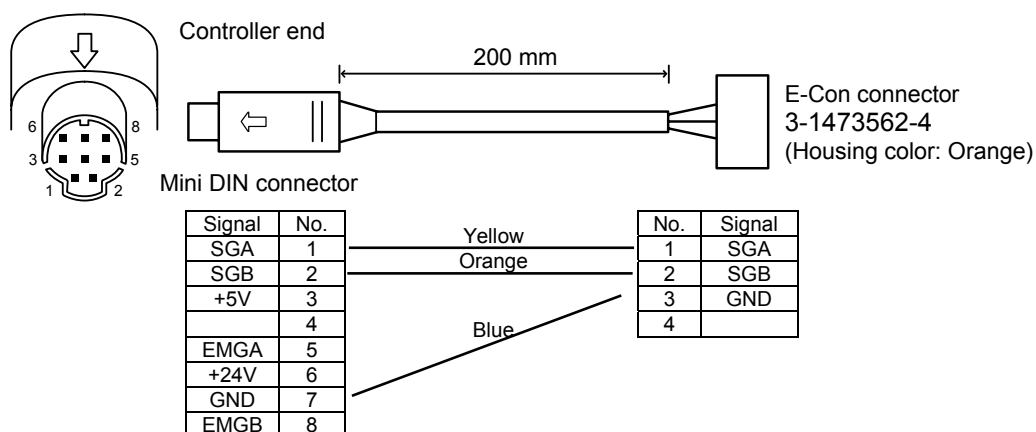 Controller end
200 mm
E-Con connector
3-1473562-4
(Housing color: Orange)
6 8
3 5
1 2
Mini DIN connector
Signal No.
SGA 1
SGB 2
+5V 3
4
EMGA 5
+24V 6
GND 7
EMGB 8
Yellow
Orange
Blue
No. Signal
1 SGA
2 SGB
3 GND
4